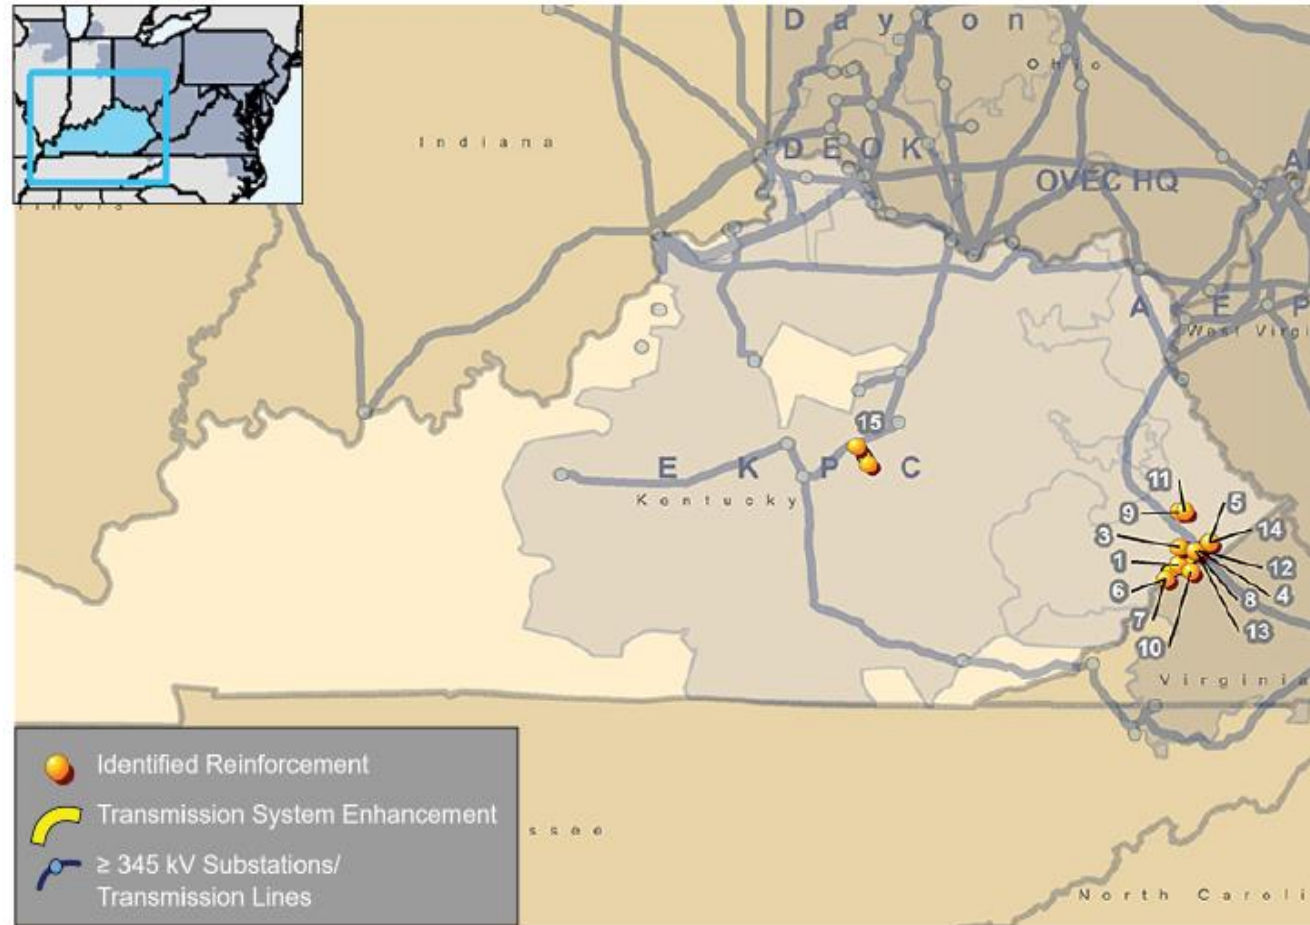 Dayton
Ohio
Indiana
DEOK
OVEC HQ
AEP
West Virgi
15
EKPC
Kentucky
11
9
5
3
14
1
12
6
8
4
7
13
10
Virginia
Identified Reinforcement
Transmission System Enhancement
ssee
≥ 345 kV Substations/
Transmission Lines
North Caroli